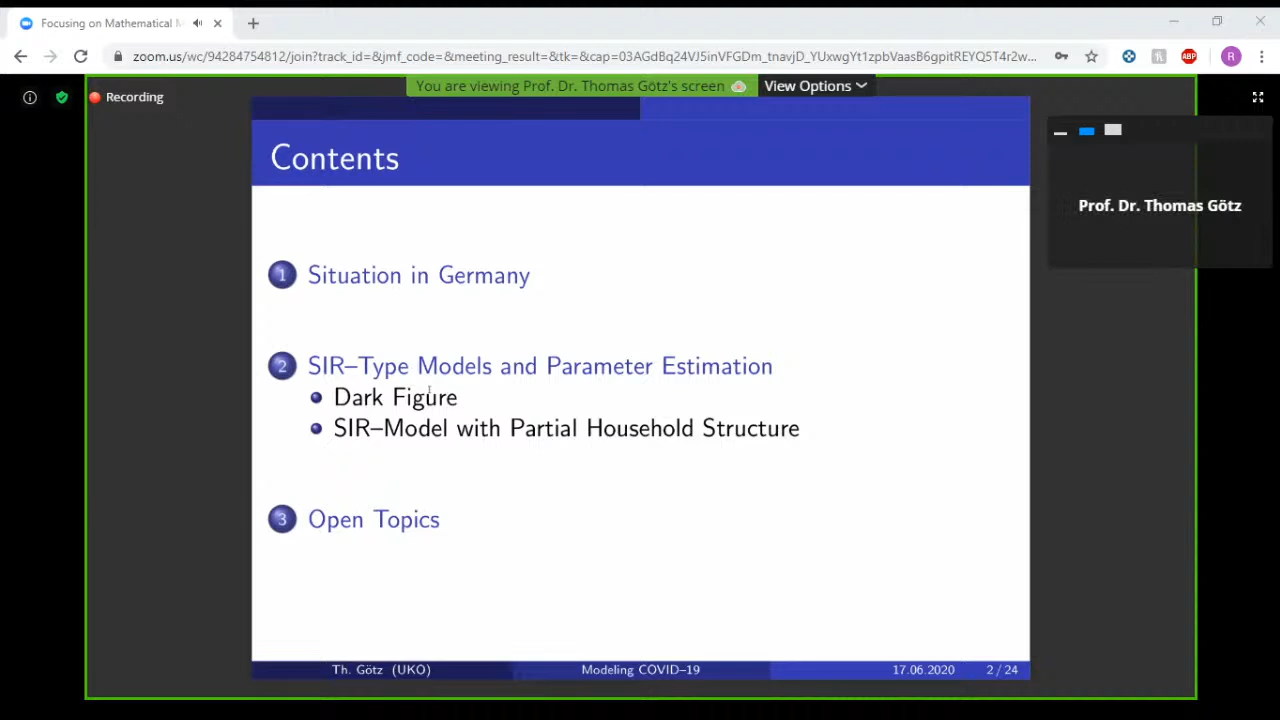 Focusing on Mathematical M
zoom.us/wc/94284754812/join?track_id=&jmf_code=&meeting_result=&tk=&cap=03AGdBq24VJ5inVFGDm_tnavjD_YUxwgYt1zpbVaasB6gpitREYQ5T4r2w...
ABP
R
You are viewing Prof. Dr. Thomas Götz's screen
View Options
Recording
Contents
Prof. Dr. Thomas Götz
1 Situation in Germany
2 SIR–Type Models and Parameter Estimation
Dark Figure
SIR–Model with Partial Household Structure
3 Open Topics
Th. Götz (UKO) Modeling COVID–19 17.06.2020 2 / 24